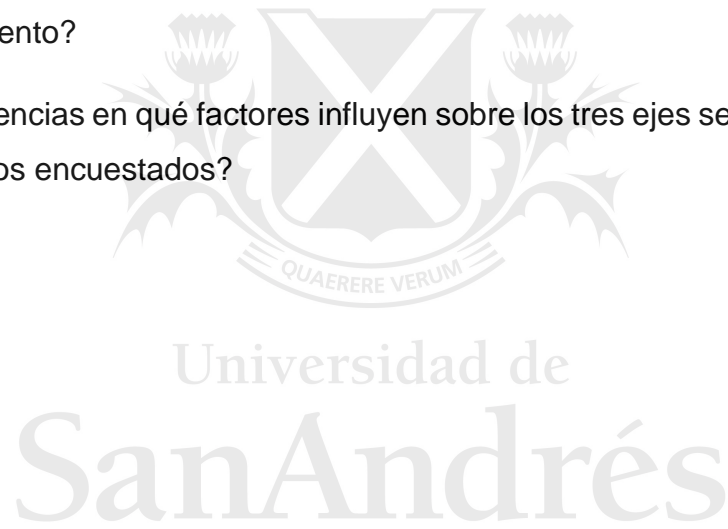 ento?
encias en qué factores influyen sobre los tres ejes se
os encuestados?
QUAERERE VERUM
Universidad de
SanAndrés